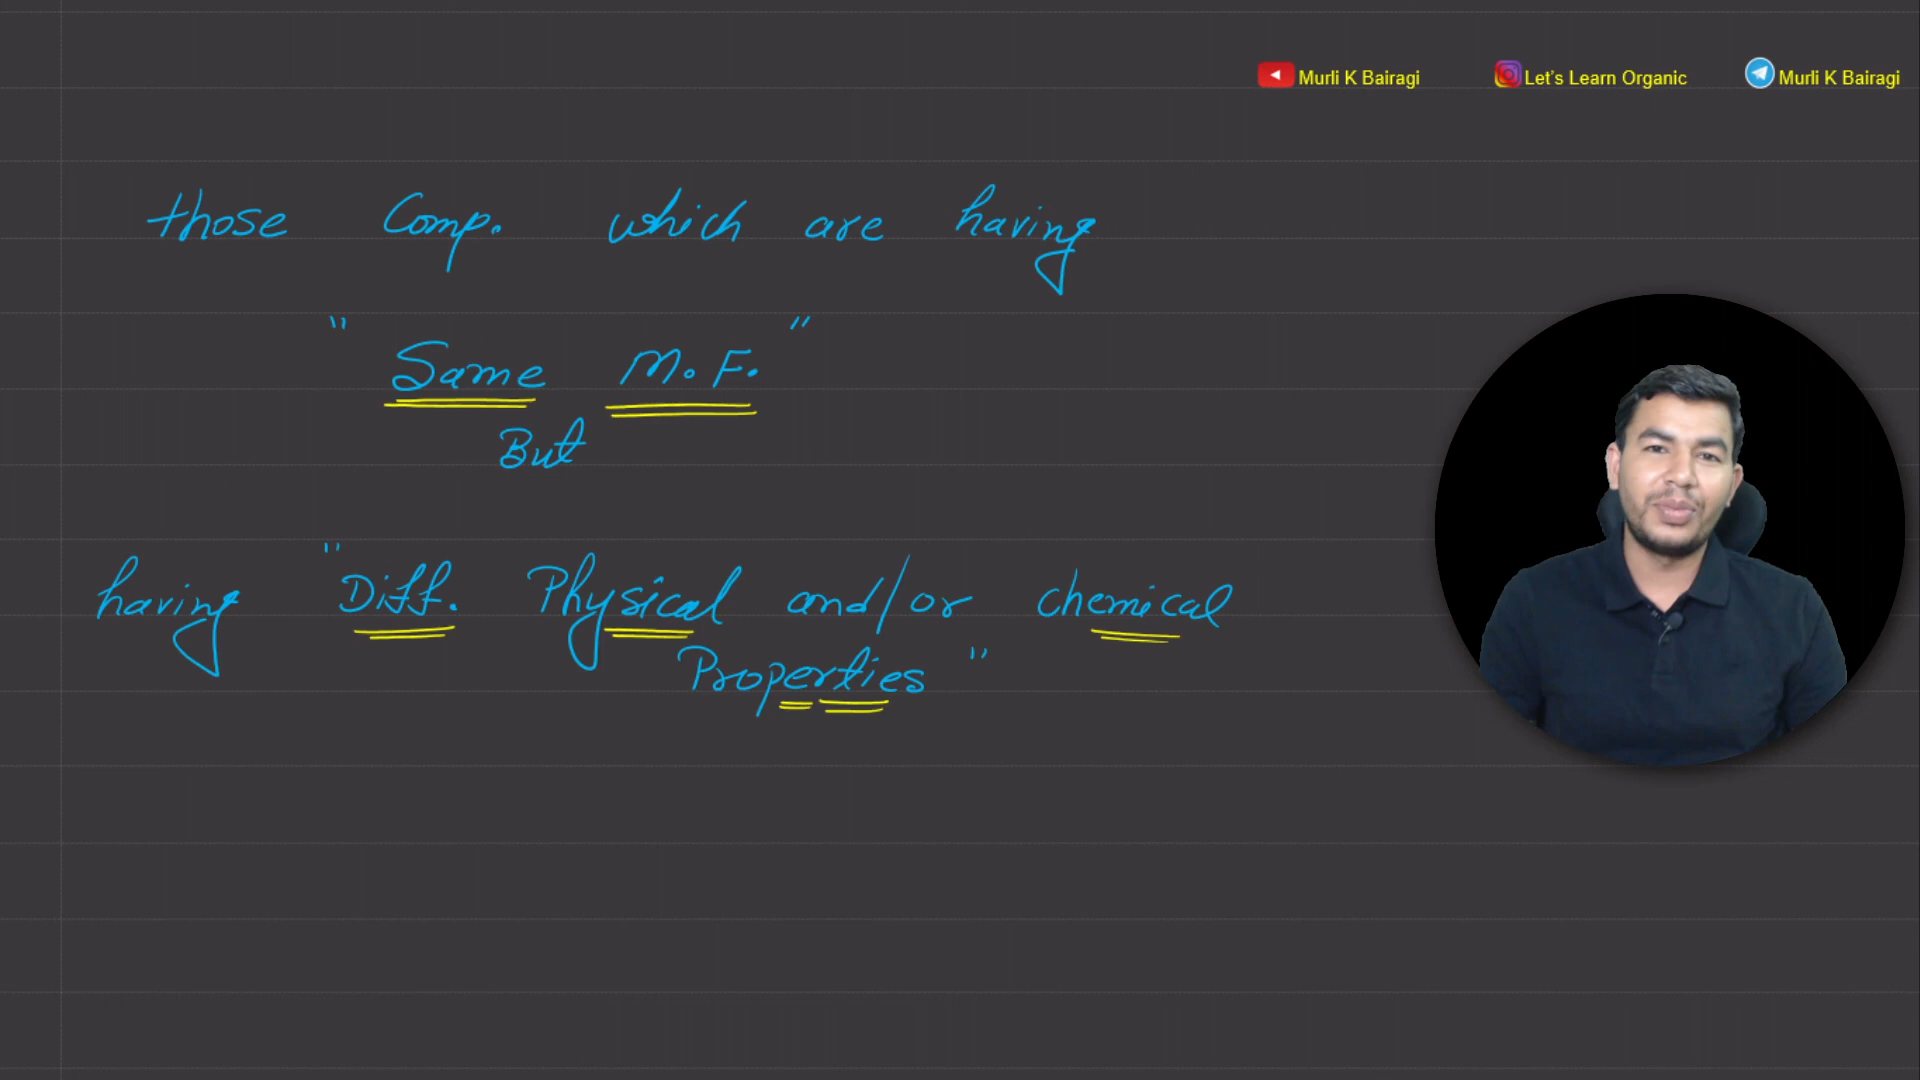 Murli K Bairagi Let's Learn Organic Murli K Bairagi
those Comp. which are having
" Same M.F. "
But
having "Diff. Physical and/or chemical
Properties "